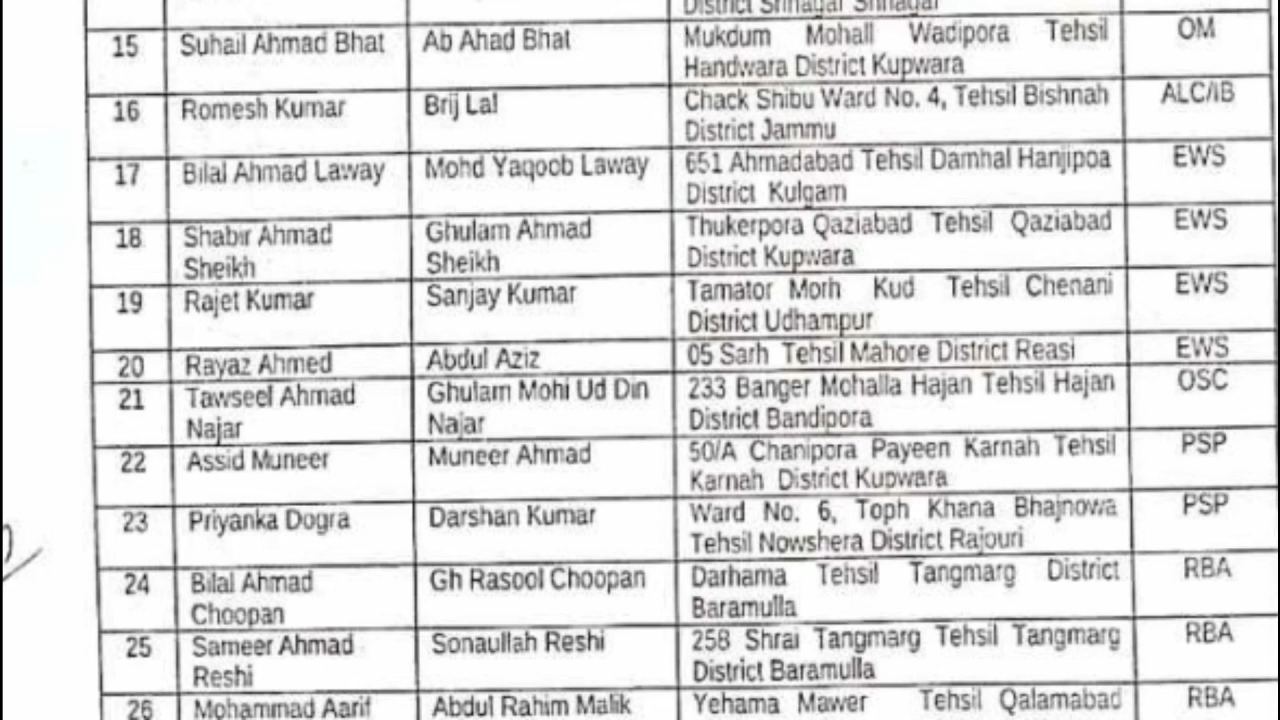 District Srinagar Srinagar
15 Suhail Ahmad Bhat Ab Ahad Bhat Mukdum Mohall Wadipora Tehsil OM
Handwara District Kupwara
16 Romesh Kumar Brij Lal Chack Shibu Ward No. 4, Tehsil Bishnah ALC/IB
District Jammu
17 Bilal Ahmad Laway Mohd Yaqoob Laway 651 Ahmadabad Tehsil Damhal Hanjipoa EWS
District Kulgam
18 Shabir Ahmad Ghulam Ahmad Thukerpora Qaziabad Tehsil Qaziabad EWS
Sheikh Sheikh District Kupwara
19 Rajet Kumar Sanjay Kumar Tamator Morh Kud Tehsil Chenani EWS
District Udhampur
20 Rayaz Ahmed Abdul Aziz 05 Sarh Tehsil Mahore District Reasi EWS
21 Tawseel Ahmad Ghulam Mohi Ud Din 233 Banger Mohalla Hajan Tehsil Hajan OSC
Najar Najar District Bandipora
22 Assid Muneer Muneer Ahmad 50/A Chanipora Payeen Karnah Tehsil PSP
Karnah District Kupwara
23 Priyanka Dogra Darshan Kumar Ward No. 6, Toph Khana Bhajnowa PSP
Tehsil Nowshera District Rajouri
24 Bilal Ahmad Gh Rasool Choopan Darhama Tehsil Tangmarg District RBA
Choopan Baramulla
25 Sameer Ahmad Sonaullah Reshi 258 Shrai Tangmarg Tehsil Tangmarg RBA
Reshi District Baramulla
26 Mohammad Aarif Abdul Rahim Malik Yehama Mawer Tehsil Qalamabad RBA